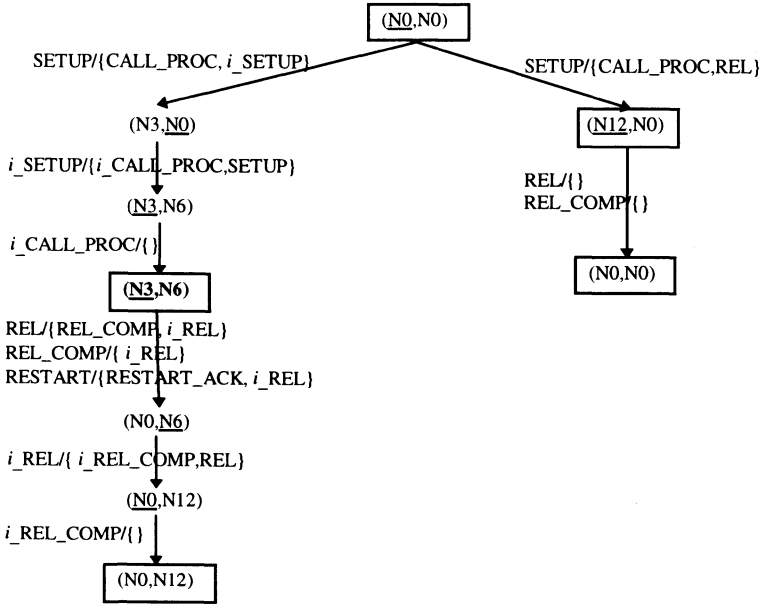 (N0,N0)
SETUP/{CALL_PROC, i_SETUP}
SETUP/{CALL_PROC,REL}
(N3,N0)
(N12,N0)
i_SETUP/{i_CALL_PROC,SETUP}
REL/{}
REL_COMP/{}
(N3,N6)
i_CALL_PROC/{}
(N0,N0)
(N3,N6)
REL/{REL_COMP, i_REL}
REL_COMP/{ i_REL}
RESTART/{RESTART_ACK, i_REL}
(N0,N6)
i_REL/{ i_REL_COMP,REL}
(N0,N12)
i_REL_COMP/{}
(N0,N12)